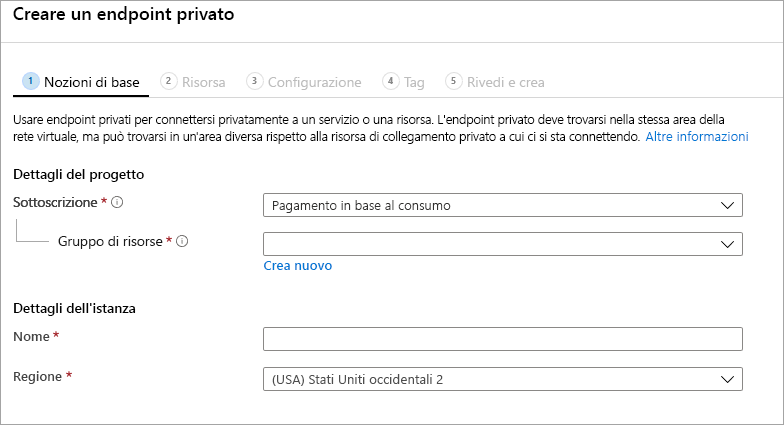 Creare un endpoint privato
1 Nozioni di base 2 Risorsa 3 Configurazione 4 Tag 5 Rivedi e crea
Usare endpoint privati per connettersi privatamente a un servizio o una risorsa. L'endpoint privato deve trovarsi nella stessa area della
rete virtuale, ma può trovarsi in un'area diversa rispetto alla risorsa di collegamento privato a cui ci si sta connettendo. Altre informazioni
Dettagli del progetto
Sottoscrizione * Pagamento in base al consumo
Gruppo di risorse *
Crea nuovo
Dettagli dell'istanza
Nome *
Regione * (USA) Stati Uniti occidentali 2